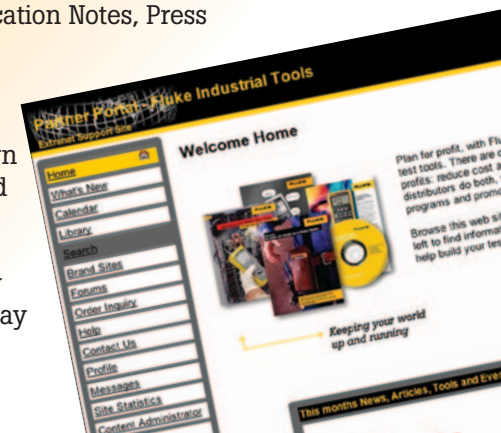 cation Notes, Press
ay
Partner Portal - Fluke Industrial Tools
Extranet Support Site
Home
What's New
Calendar
Library
Search
Brand Sites
Forums
Order Inquiry
Help
Contact Us
Profile
Messages
Site Statistics
Content Administrator
Welcome Home
FLUKE
Plan for profit, with Flu
test tools. There are
profits: reduce cost a
distributors do both.
programs and promo
Browse this web s
left to find informat
help build your tes
Keeping your world
up and running
This months News, Articles, Tools and Eve